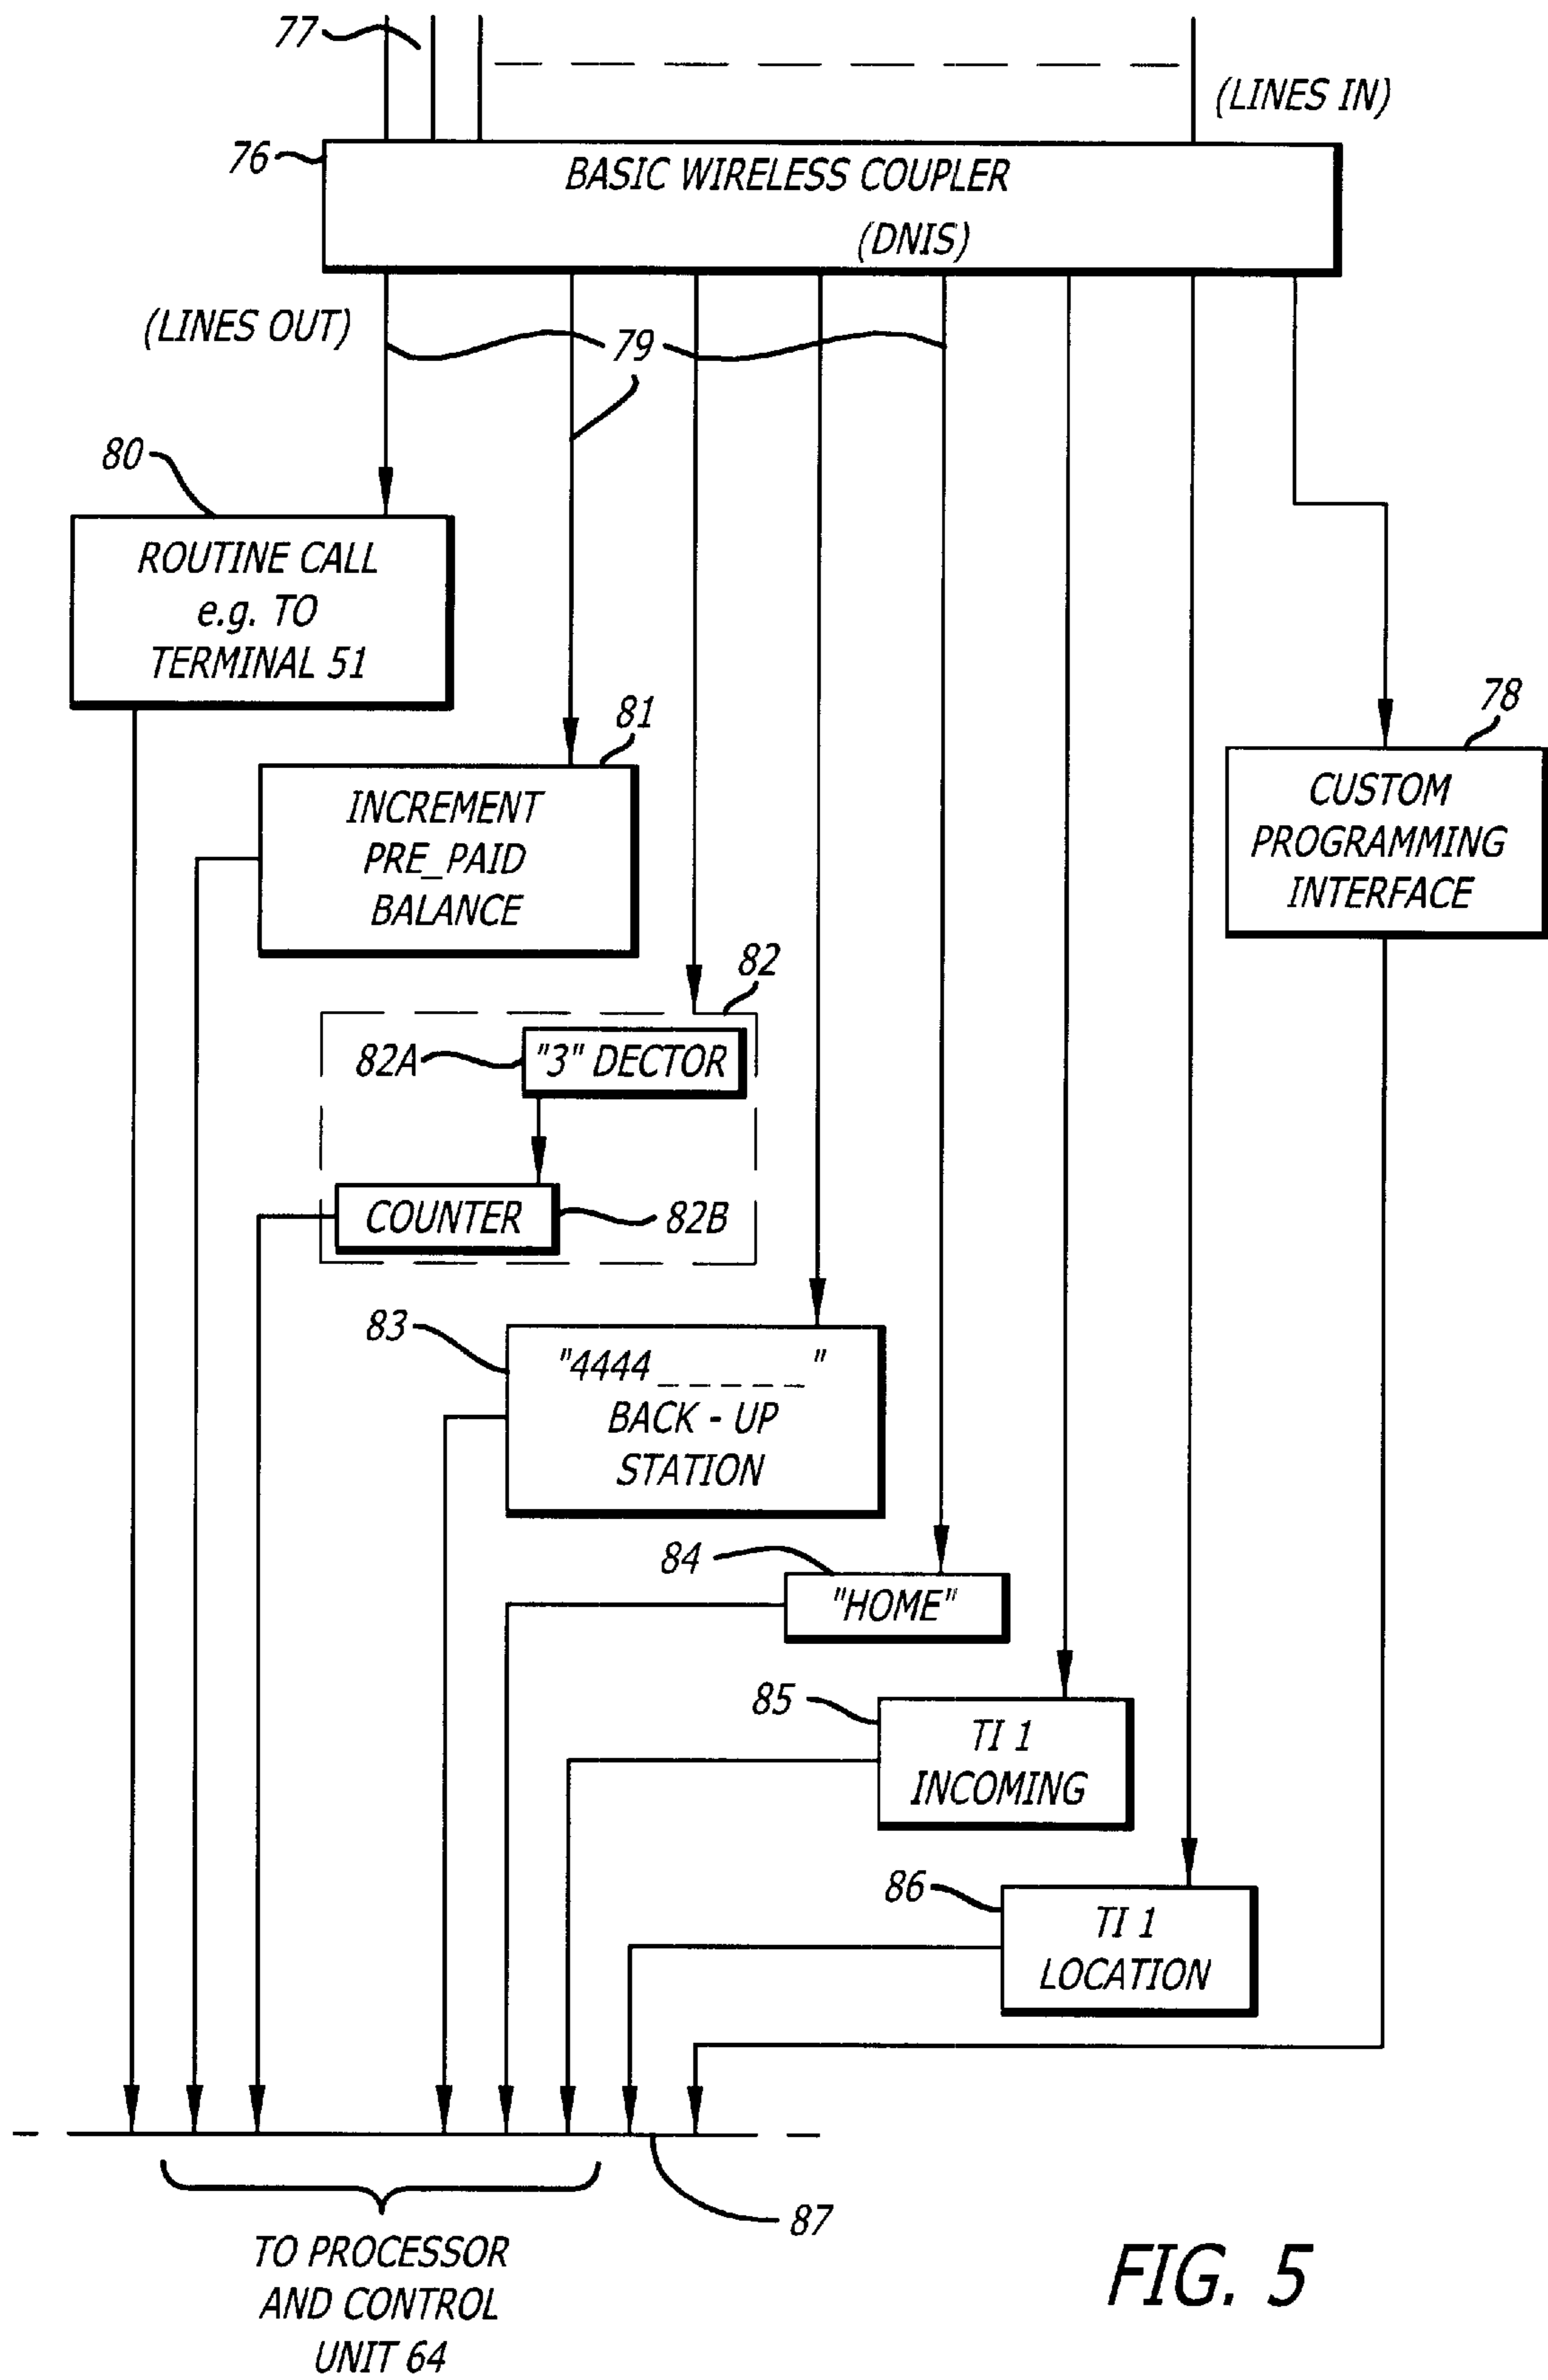 77
(LINES IN)
76
BASIC WIRELESS COUPLER
(DNIS)
(LINES OUT)
79
80
ROUTINE CALL
e.g. TO
TERMINAL 51
81
INCREMENT
PRE_PAID
BALANCE
78
CUSTOM
PROGRAMMING
INTERFACE
82
82A
"3" DECTOR
COUNTER
82B
83
"4444 _ _ _ _ _ "
BACK - UP
STATION
84
"HOME"
85
TI 1
INCOMING
86
TI 1
LOCATION
87
TO PROCESSOR
AND CONTROL
UNIT 64
FIG. 5